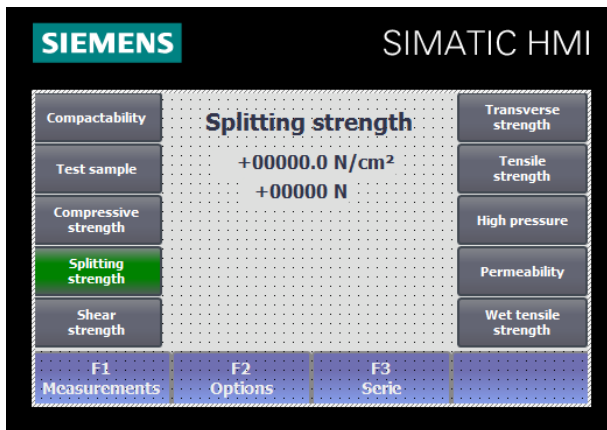 SIEMENS
SIMATIC HMI
Compactability
Test sample
Compressive
strength
Splitting
strength
Shear
strength
Splitting strength
+00000.0 N/cm²
+00000 N
Transverse
strength
Tensile
strength
High pressure
Permeability
Wet tensile
strength
F1
Measurements
F2
Options
F3
Serie